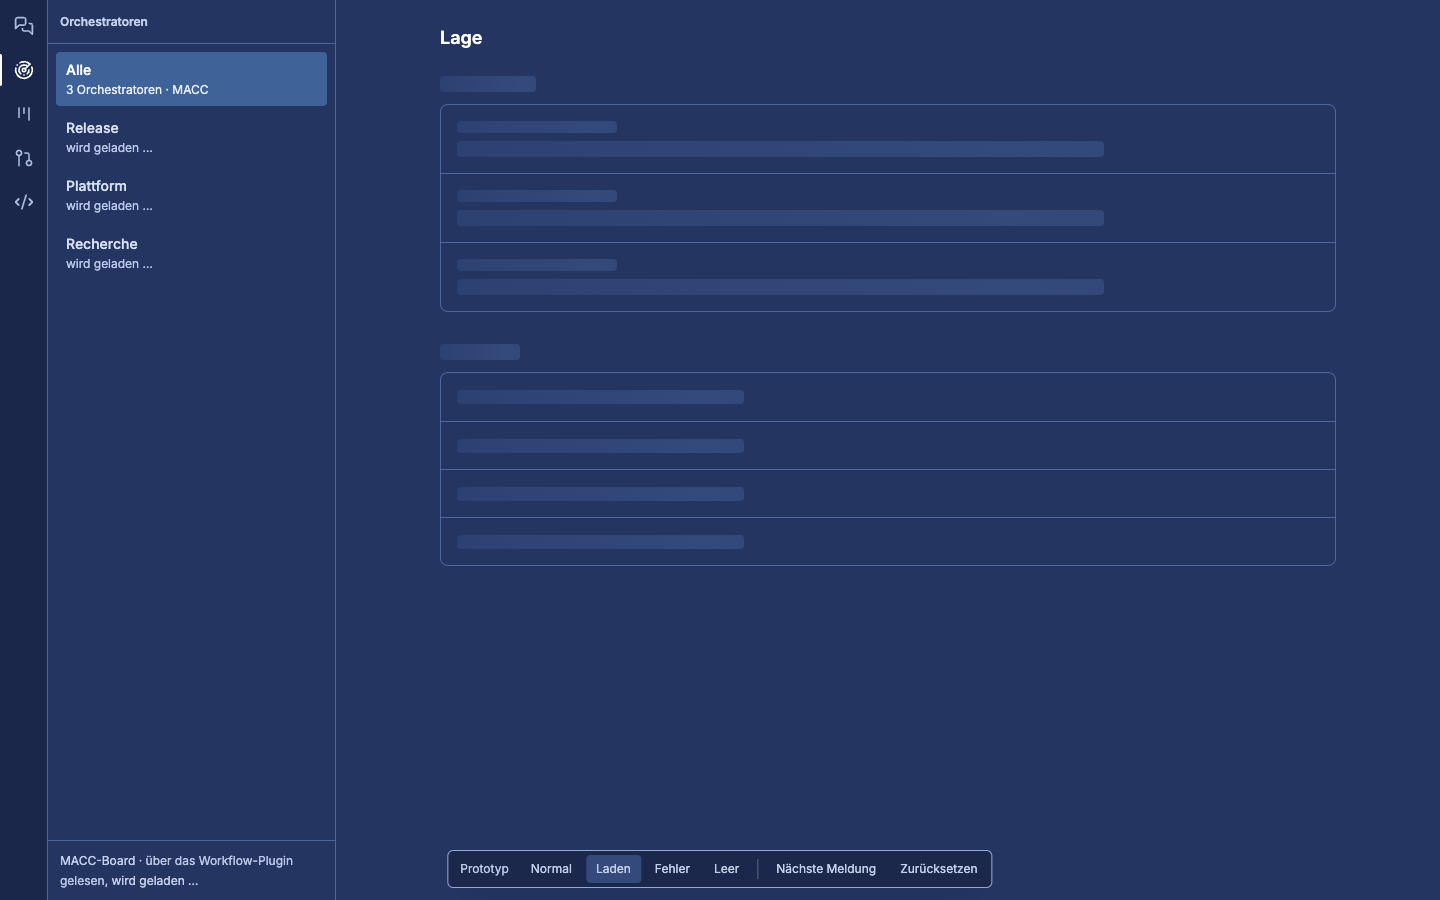 Orchestratoren
Alle
3 Orchestratoren · MACC
Release
wird geladen ...
Plattform
wird geladen ...
Recherche
wird geladen ...
MACC-Board · über das Workflow-Plugin
gelesen, wird geladen ...
Lage
Prototyp Normal Laden Fehler Leer Nächste Meldung Zurücksetzen